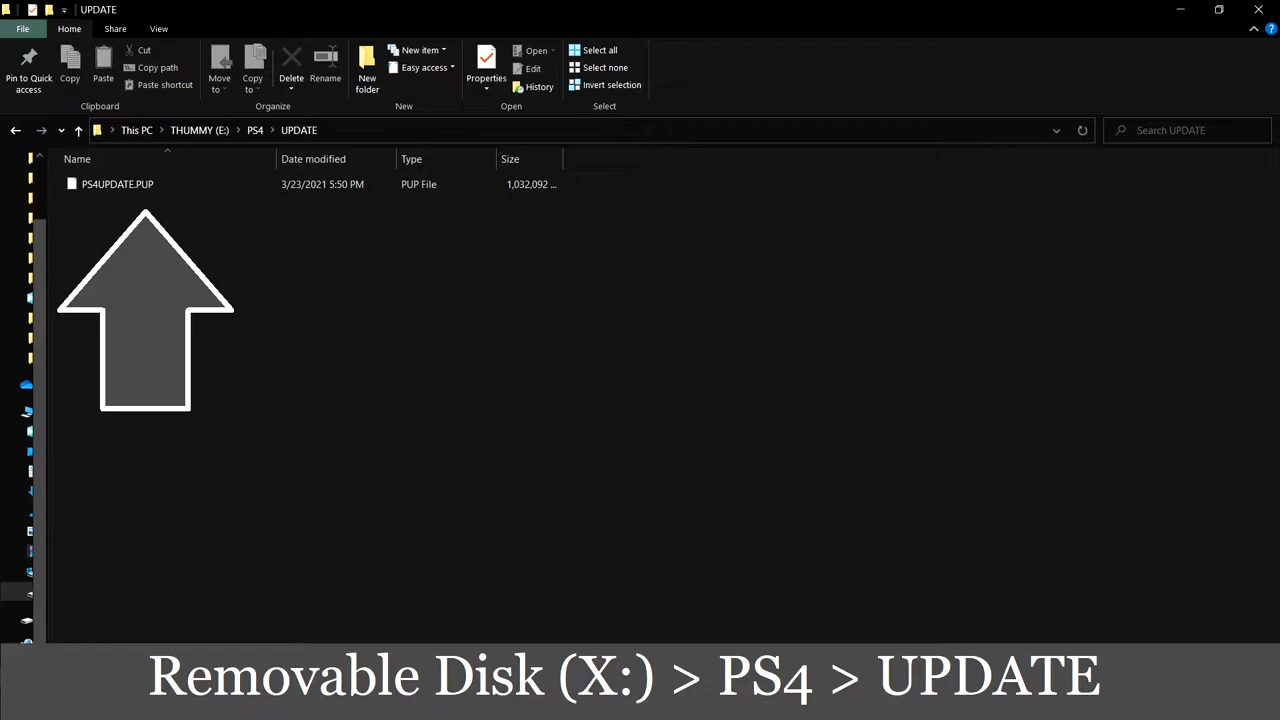 UPDATE
File Home Share View
Pin to Quick access
Copy
Paste
Cut
Copy path
Paste shortcut
Clipboard
Move to
Copy to
Delete
Rename
Organize
New folder
New item
Easy access
New
Properties
Open
Edit
History
Open
Select all
Select none
Invert selection
Select
This PC > THUMMY (E:) > PS4 > UPDATE
Search UPDATE
Name Date modified Type Size
PS4UPDATE.PUP 3/23/2021 5:50 PM PUP File 1,032,092 ...
Removable Disk (X:) > PS4 > UPDATE